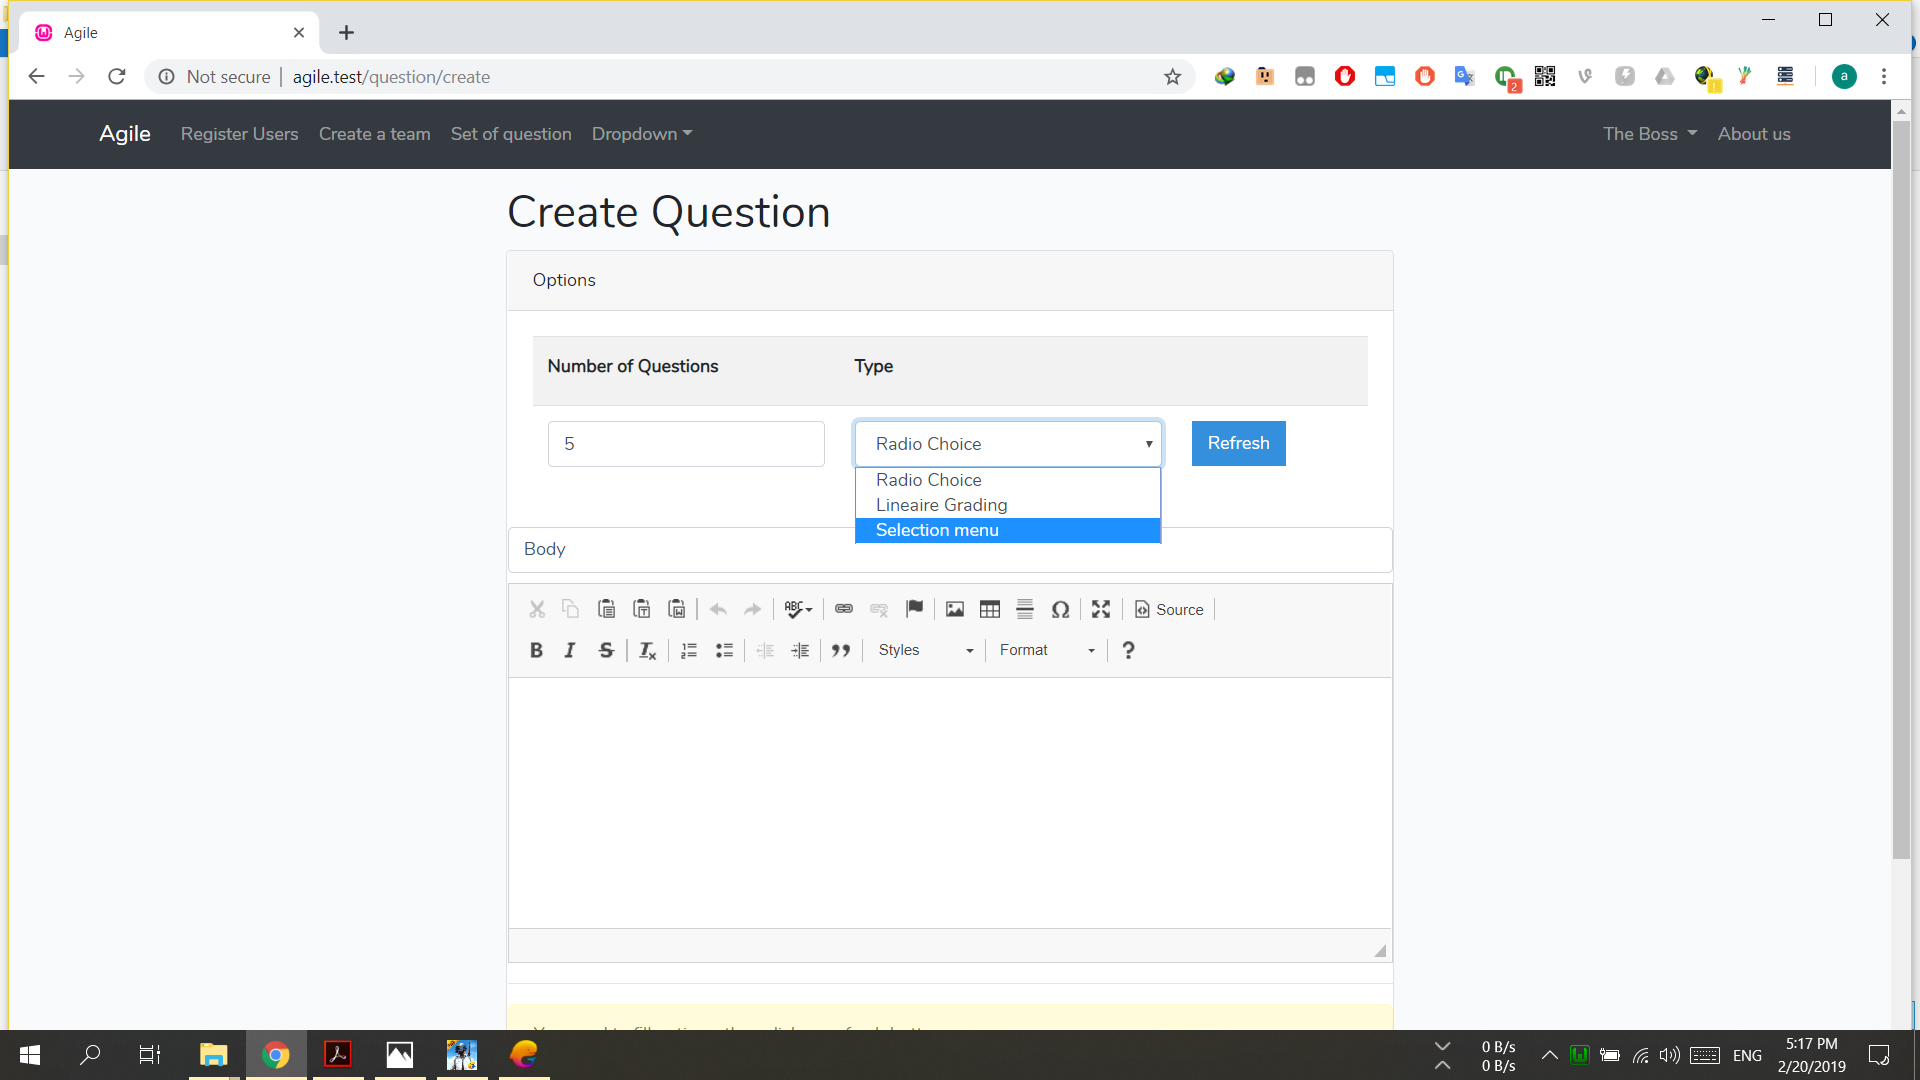 Agile
Not secure | agile.test/question/create
2
a
Agile Register Users Create a team Set of question Dropdown The Boss About us
Create Question
Options
Number of Questions Type
5 Radio Choice Refresh
Radio Choice
Lineaire Grading
Selection menu
Body
ABC Source
B I S Styles Format ?
0 B/s
0 B/s
ENG
5:17 PM
2/20/2019